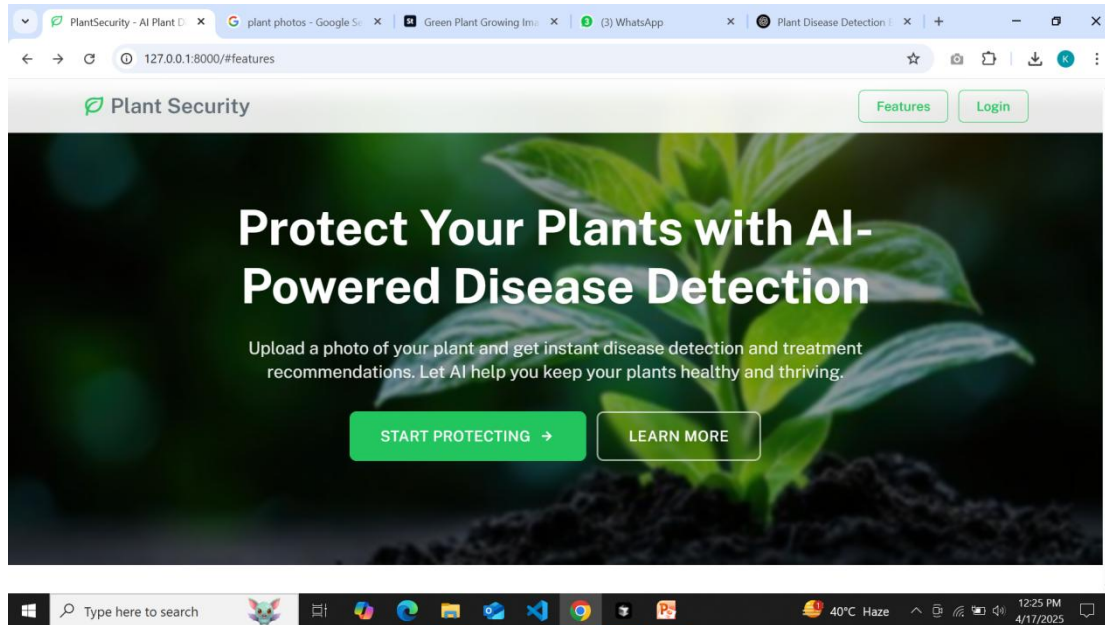 PlantSecurity - AI Plant D
plant photos - Google Se
Green Plant Growing Ima
(3) WhatsApp
Plant Disease Detection E
127.0.0.1:8000/#features
K
Plant Security
Features
Login
Protect Your Plants with AI-
Powered Disease Detection
Upload a photo of your plant and get instant disease detection and treatment
recommendations. Let AI help you keep your plants healthy and thriving.
START PROTECTING →
LEARN MORE
Type here to search
40°C Haze
12:25 PM
4/17/2025